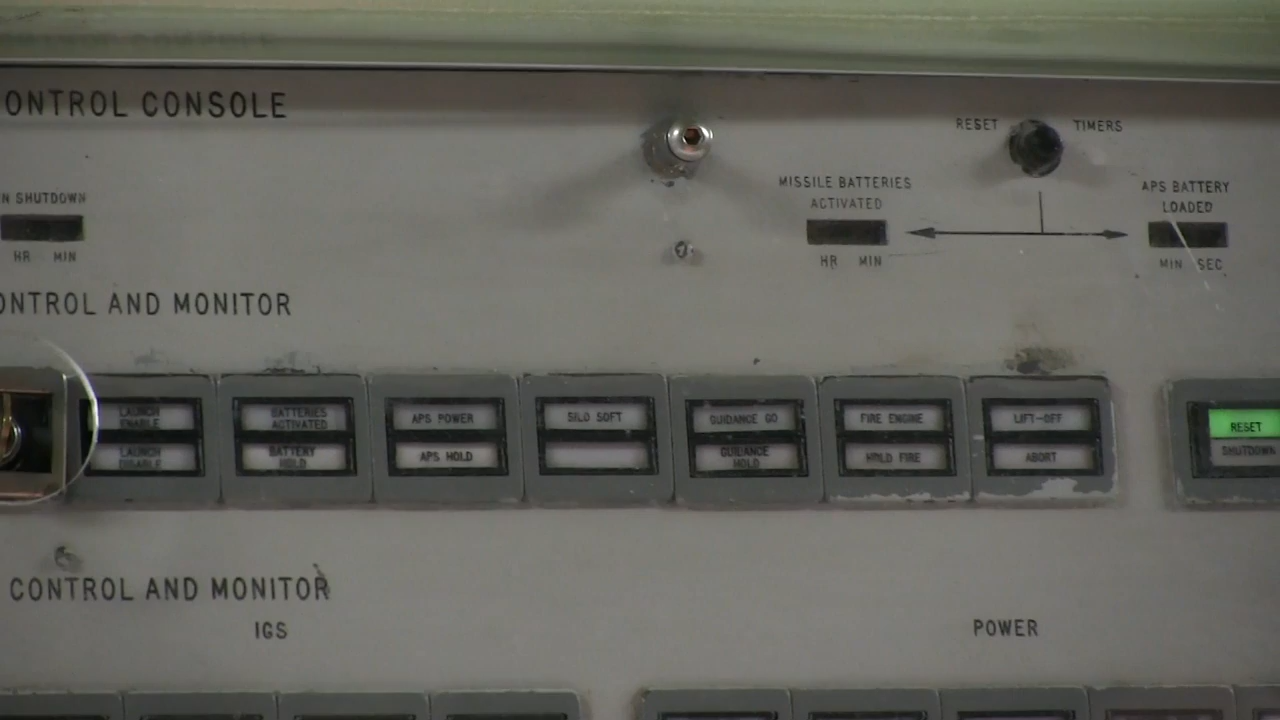 ONTROL CONSOLE
RESET TIMERS
MISSILE BATTERIES
ACTIVATED
APS BATTERY
LOADED
N SHUTDOWN
HR MIN
HR MIN
MIN SEC
ONTROL AND MONITOR
LAUNCH
ENABLE
LAUNCH
DISABLE
BATTERIES
ACTIVATED
BATTERY
HOLD
APS POWER
APS HOLD
SILO SOFT
GUIDANCE GO
GUIDANCE
HOLD
FIRE ENGINE
HOLD FIRE
LIFT-OFF
ABORT
RESET
SHUTDOWN
CONTROL AND MONITOR
IGS
POWER